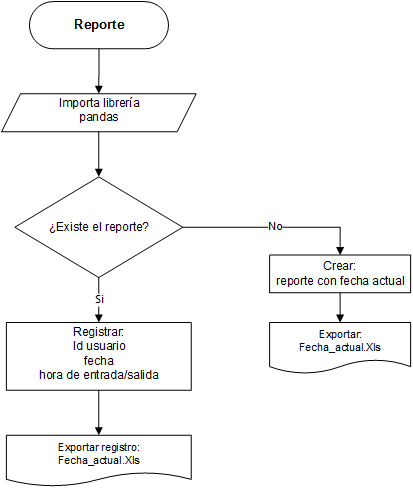 Reporte
Importa librería
pandas
¿Existe el reporte?
No
Si
Crear:
reporte con fecha actual
Exportar:
Fecha_actual.Xls
Registrar:
Id usuario
fecha
hora de entrada/salida
Exportar registro:
Fecha_actual.Xls